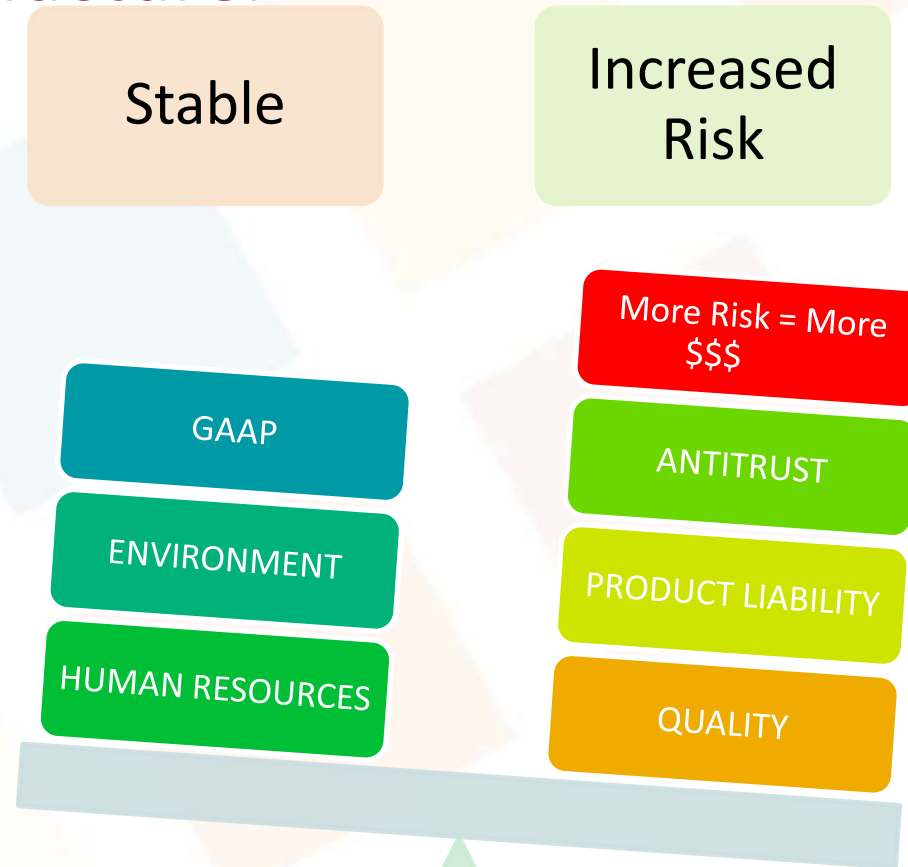 Stable
Increased
Risk
More Risk = More
$$$
GAAP
ANTITRUST
ENVIRONMENT
PRODUCT LIABILITY
HUMAN RESOURCES
QUALITY